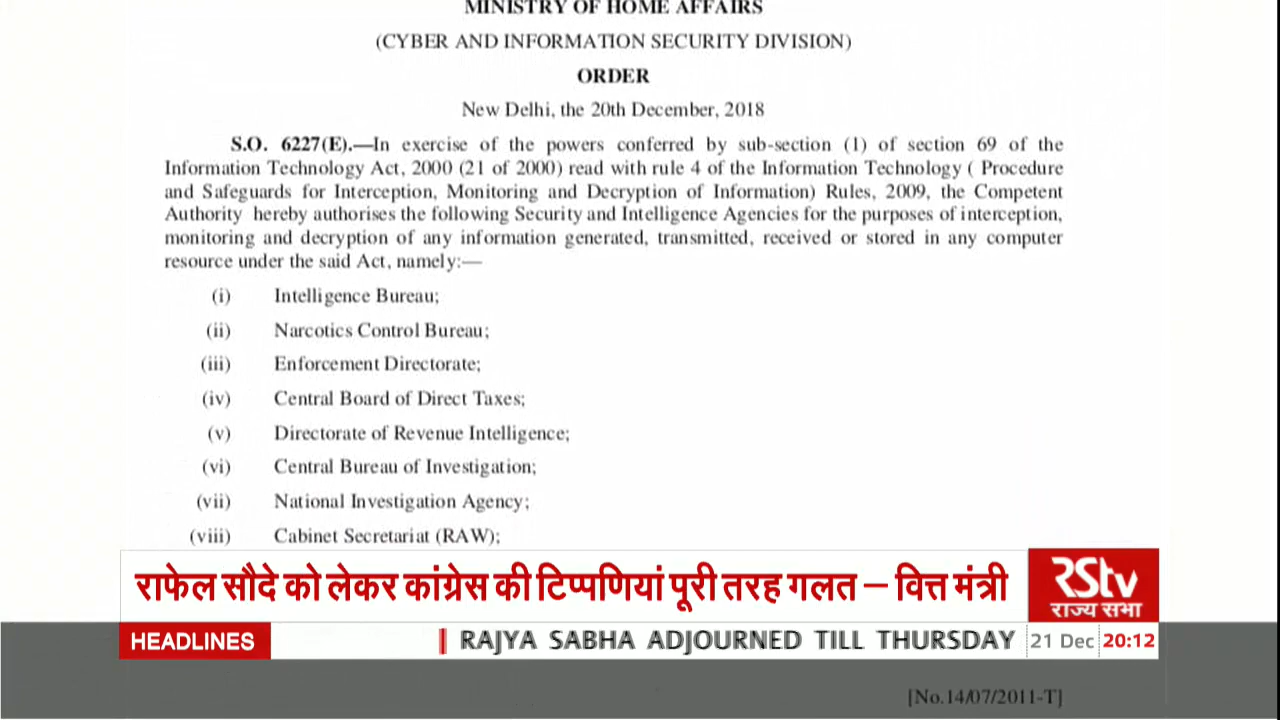 MINISTRY OF HOME AFFAIRS
(CYBER AND INFORMATION SECURITY DIVISION)
ORDER
New Delhi, the 20th December, 2018
S.O. 6227(E).—In exercise of the powers conferred by sub-section (1) of section 69 of the
Information Technology Act, 2000 (21 of 2000) read with rule 4 of the Information Technology ( Procedure
and Safeguards for Interception, Monitoring and Decryption of Information) Rules, 2009, the Competent
Authority hereby authorises the following Security and Intelligence Agencies for the purposes of interception,
monitoring and decryption of any information generated, transmitted, received or stored in any computer
resource under the said Act, namely:—
(i) Intelligence Bureau;
(ii) Narcotics Control Bureau;
(iii) Enforcement Directorate;
(iv) Central Board of Direct Taxes;
(v) Directorate of Revenue Intelligence;
(vi) Central Bureau of Investigation;
(vii) National Investigation Agency;
(viii) Cabinet Secretariat (RAW);
राफेल सौदे को लेकर कांग्रेस की टिप्पणियां पूरी तरह गलत – वित्त मंत्री
RStv
राज्य सभा
HEADLINES
RAJYA SABHA ADJOURNED TILL THURSDAY
21 Dec 20:12
[No.14/07/2011-T]